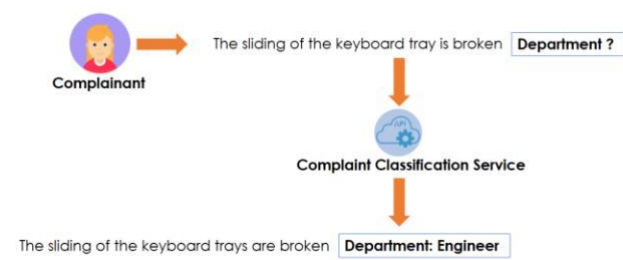 The sliding of the keyboard tray is broken Department ?
Complainant
API
Complaint Classification Service
The sliding of the keyboard trays are broken Department: Engineer